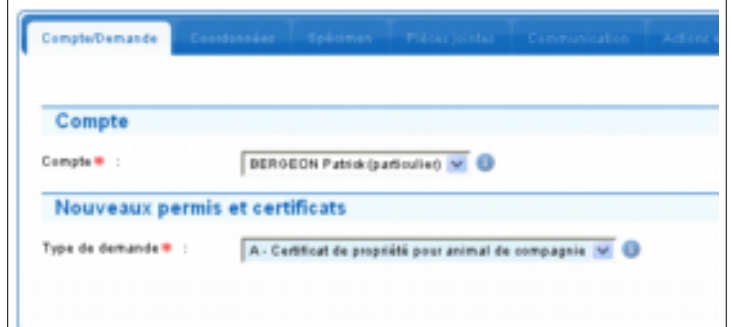 Compte/Demande Coordonnées Spécimen Pièces jointes Communication Actions e
Compte
Compte * : BERGEON Patrick (particulier)
Nouveaux permis et certificats
Type de demande * : A - Certificat de propriété pour animal de compagnie